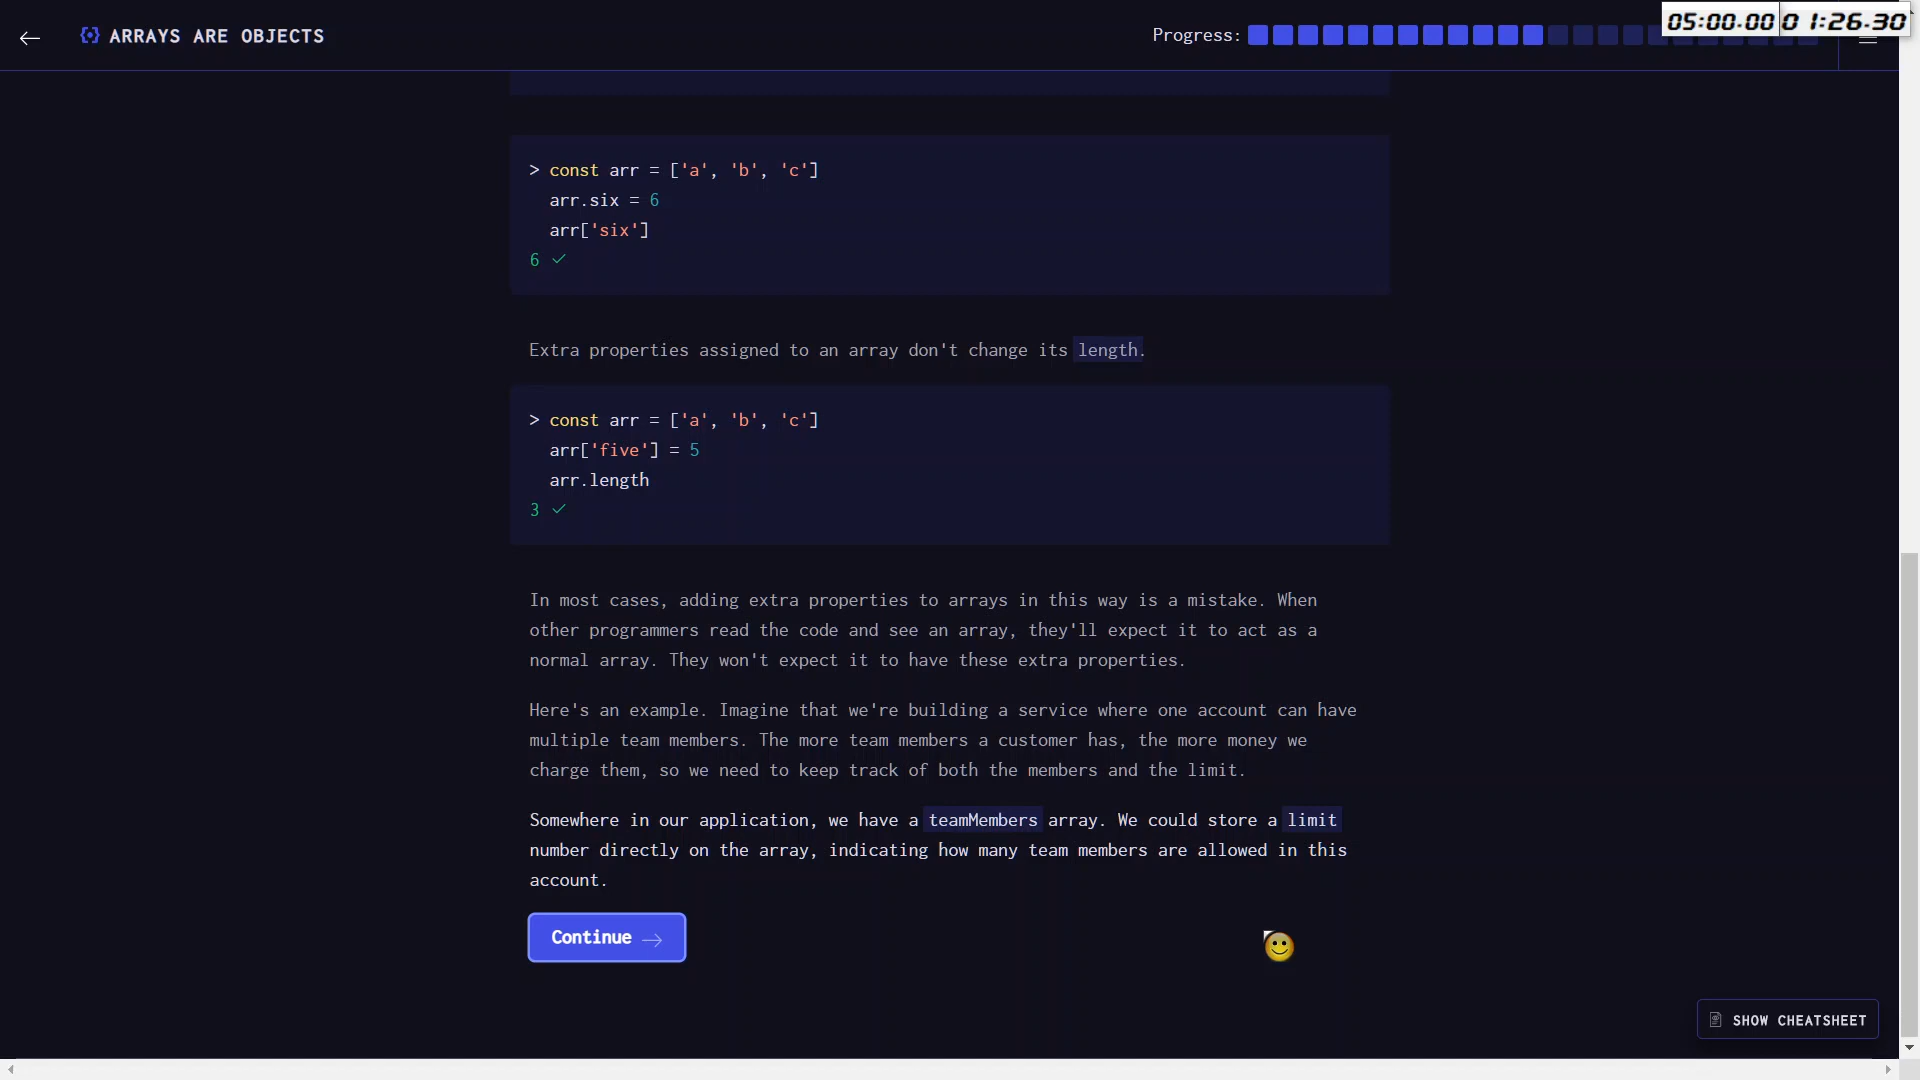 05:00.00 0 1:26.30
ARRAYS ARE OBJECTS
Progress:
> const arr = ['a', 'b', 'c']
arr.six = 6
arr['six']
6 ✓
Extra properties assigned to an array don't change its length.
> const arr = ['a', 'b', 'c']
arr['five'] = 5
arr.length
3 ✓
In most cases, adding extra properties to arrays in this way is a mistake. When
other programmers read the code and see an array, they'll expect it to act as a
normal array. They won't expect it to have these extra properties.
Here's an example. Imagine that we're building a service where one account can have
multiple team members. The more team members a customer has, the more money we
charge them, so we need to keep track of both the members and the limit.
Somewhere in our application, we have a teamMembers array. We could store a limit
number directly on the array, indicating how many team members are allowed in this
account.
Continue →
SHOW CHEATSHEET